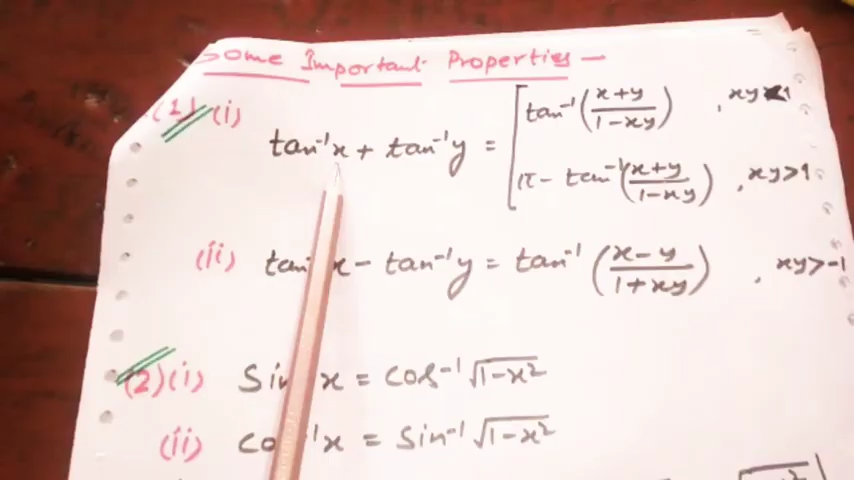 Some Important Properties —
(1) (i) tan⁻¹x + tan⁻¹y = [ tan⁻¹((x+y)/(1-xy)) , xy<1
π - tan⁻¹((x+y)/(1-xy)) , xy>1
(ii) tan⁻¹x - tan⁻¹y = tan⁻¹((x-y)/(1+xy)) , xy>-1
(2) (i) Sin x = cos⁻¹√(1-x²)
(ii) cos⁻¹x = sin⁻¹√(1-x²)